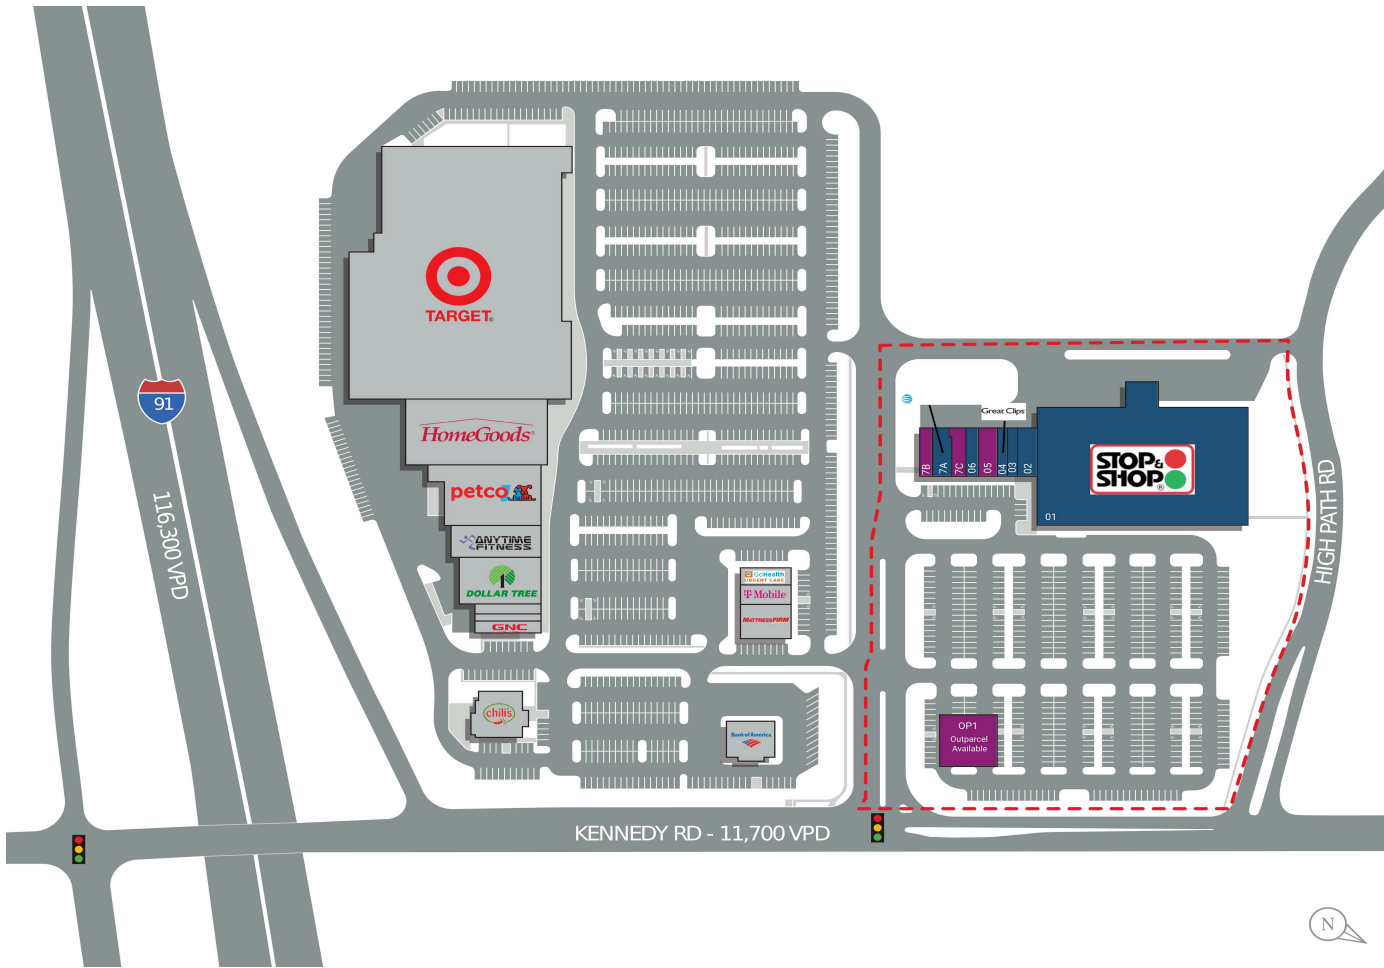 TARGET
HomeGoods
petco
ANYTIME
FITNESS
DOLLAR TREE
GNC
chili's
GoHealth
URGENT CARE
T Mobile
MATTRESS FIRM
Bank of America
91
116,300 VPD
KENNEDY RD - 11,700 VPD
HIGH PATH RD
Great Clips
7B
7A
7C
06
05
04
03
02
01
STOP &
SHOP
OP1
Outparcel
Available
N